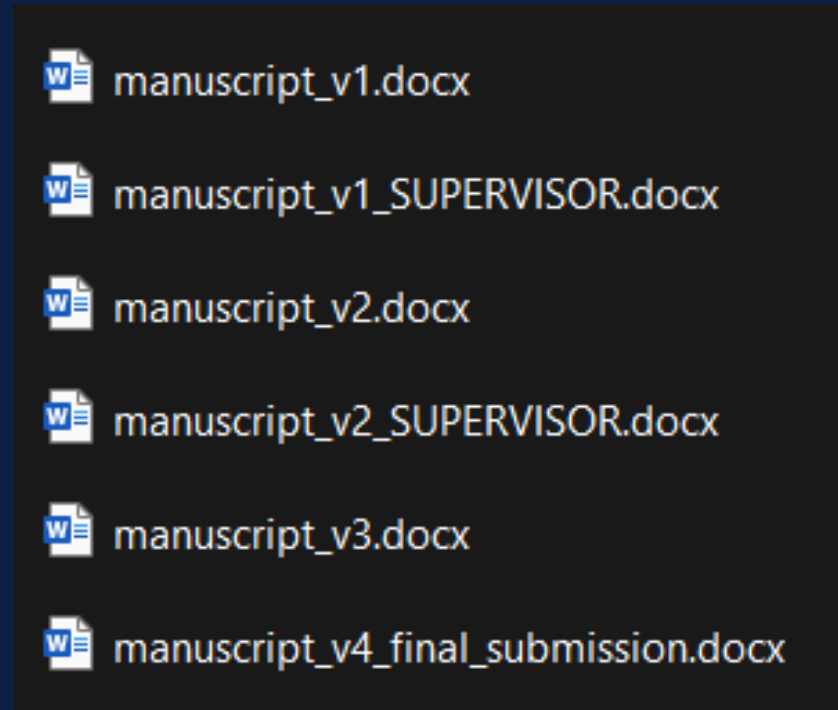 manuscript_v1.docx
manuscript_v1_SUPERVISOR.docx
manuscript_v2.docx
manuscript_v2_SUPERVISOR.docx
manuscript_v3.docx
manuscript_v4_final_submission.docx